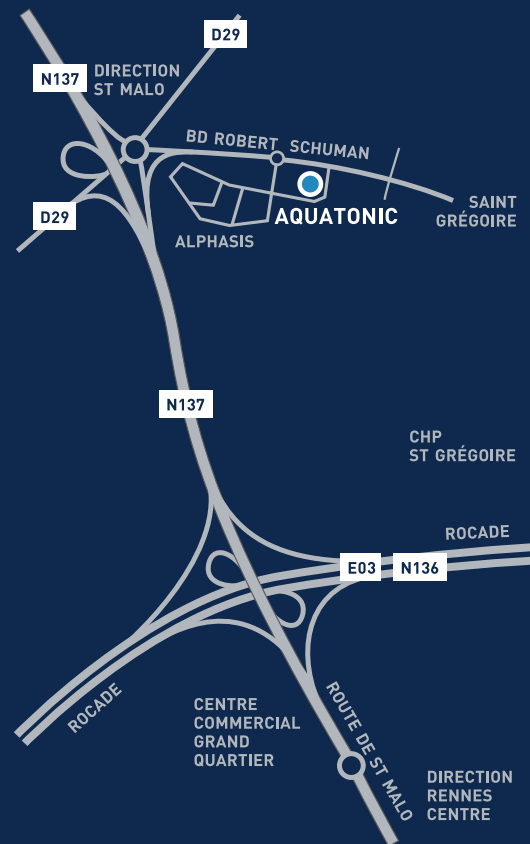 D29
N137
DIRECTION
ST MALO
BD ROBERT SCHUMAN
SAINT
GRÉGOIRE
D29
AQUATONIC
ALPHASIS
N137
CHP
ST GRÉGOIRE
ROCADE
E03
N136
ROCADE
CENTRE
COMMERCIAL
GRAND
QUARTIER
ROUTE DE ST MALO
DIRECTION
RENNES
CENTRE